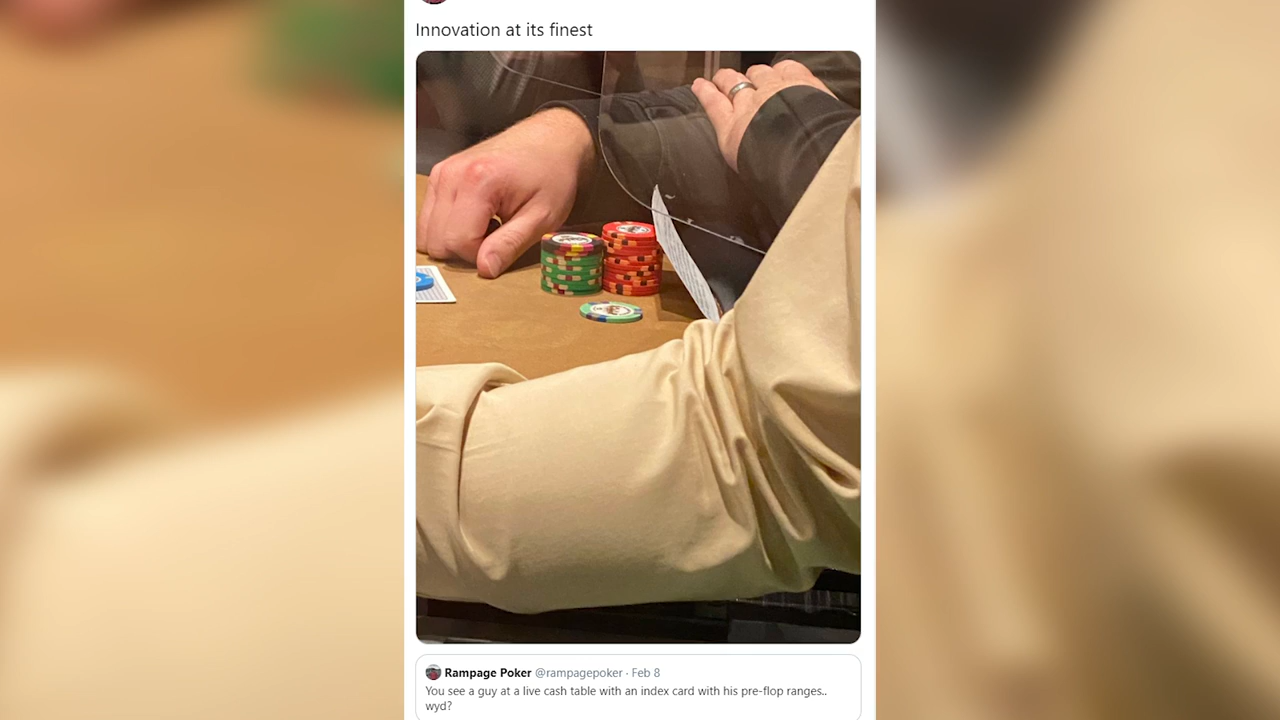 Innovation at its finest
Rampage Poker @rampagepoker · Feb 8
You see a guy at a live cash table with an index card with his pre-flop ranges..
wyd?